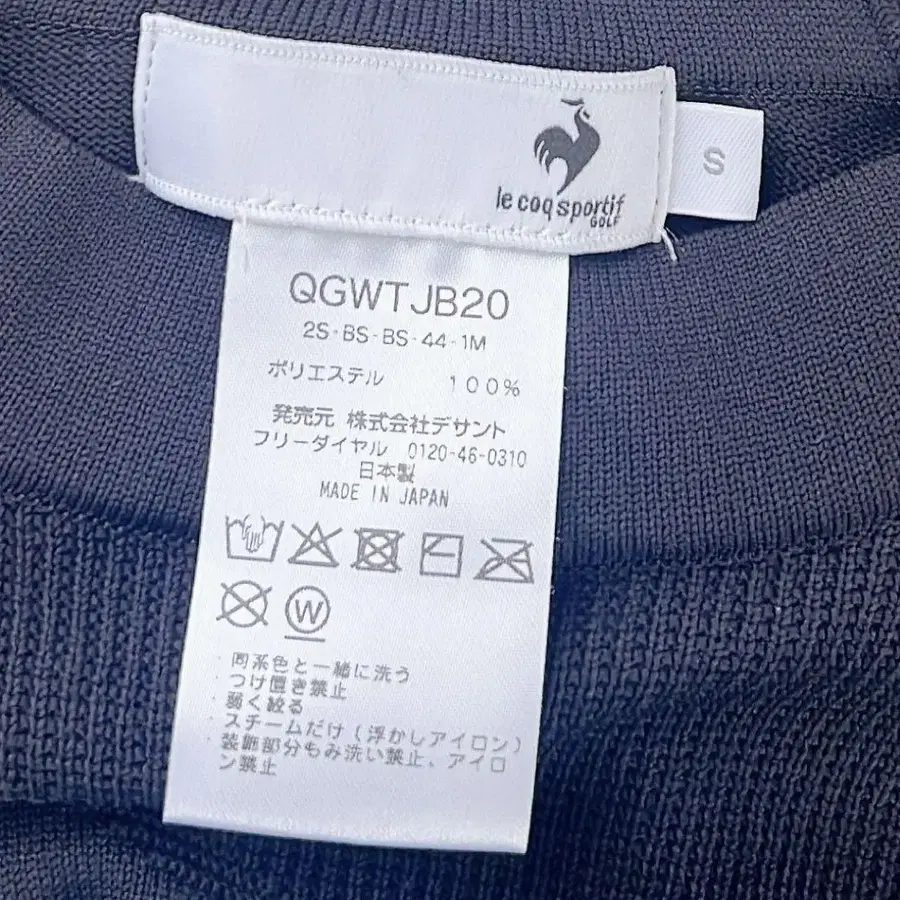 le coq sportif
GOLF
S
QGWTJB20
2S-BS-BS-44-1M
ポリエステル 100%
発売元 株式会社デサント
フリーダイヤル 0120-46-0310
日本製
MADE IN JAPAN
W
・同系色と一緒に洗う
・つけ置き禁止
・弱く絞る
・スチームだけ(浮かしアイロン)
・装飾部分もみ洗い禁止、アイロ
ン禁止